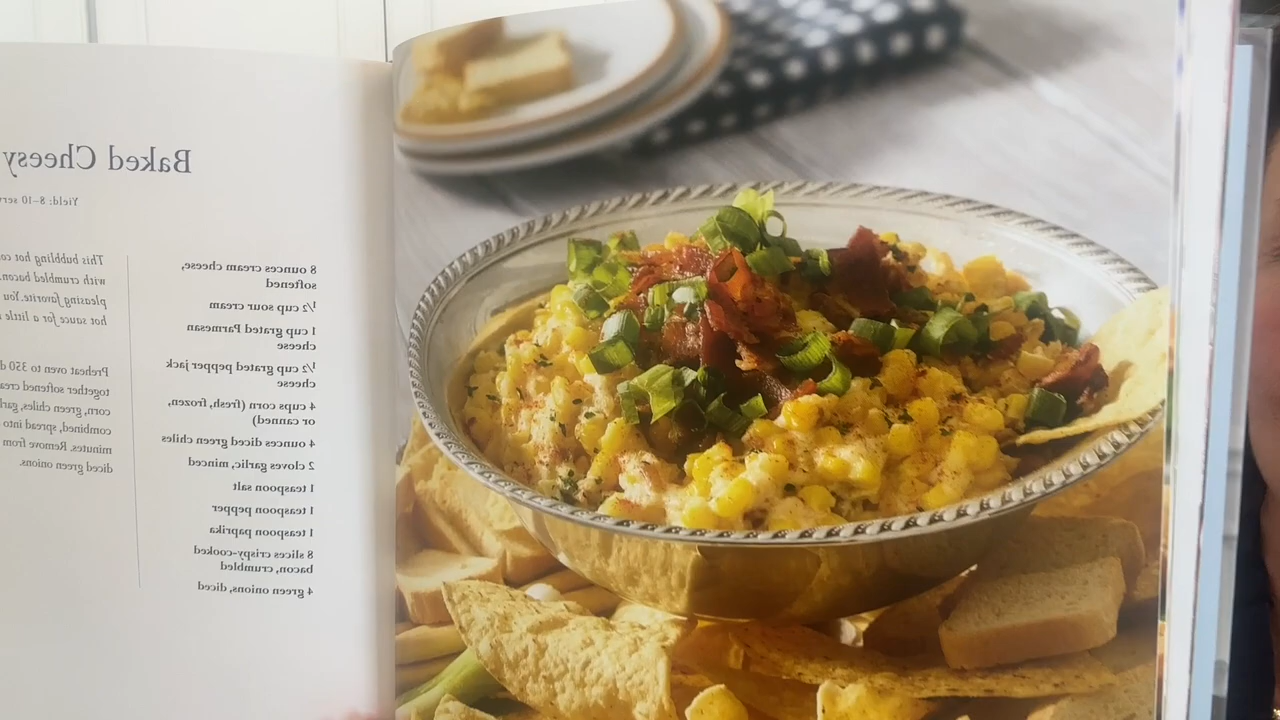 Baked Cheesy
Yield: 8–10
8 ounces cream cheese,
softened
½ cup sour cream
1 cup grated Parmesan
cheese
½ cup grated pepper jack
cheese
4 cups corn (fresh, frozen,
or canned)
4 ounces diced green chiles
2 cloves garlic, minced
1 teaspoon salt
1 teaspoon pepper
1 teaspoon paprika
8 slices crispy-cooked
bacon, crumbled
4 green onions, diced
This bubbling hot
with crumbled bacon
pleasing favorite. You
hot sauce for a little
Preheat oven to 350
together softened
corn, green chiles,
combined, spread into
minutes. Remove from
diced green onions.